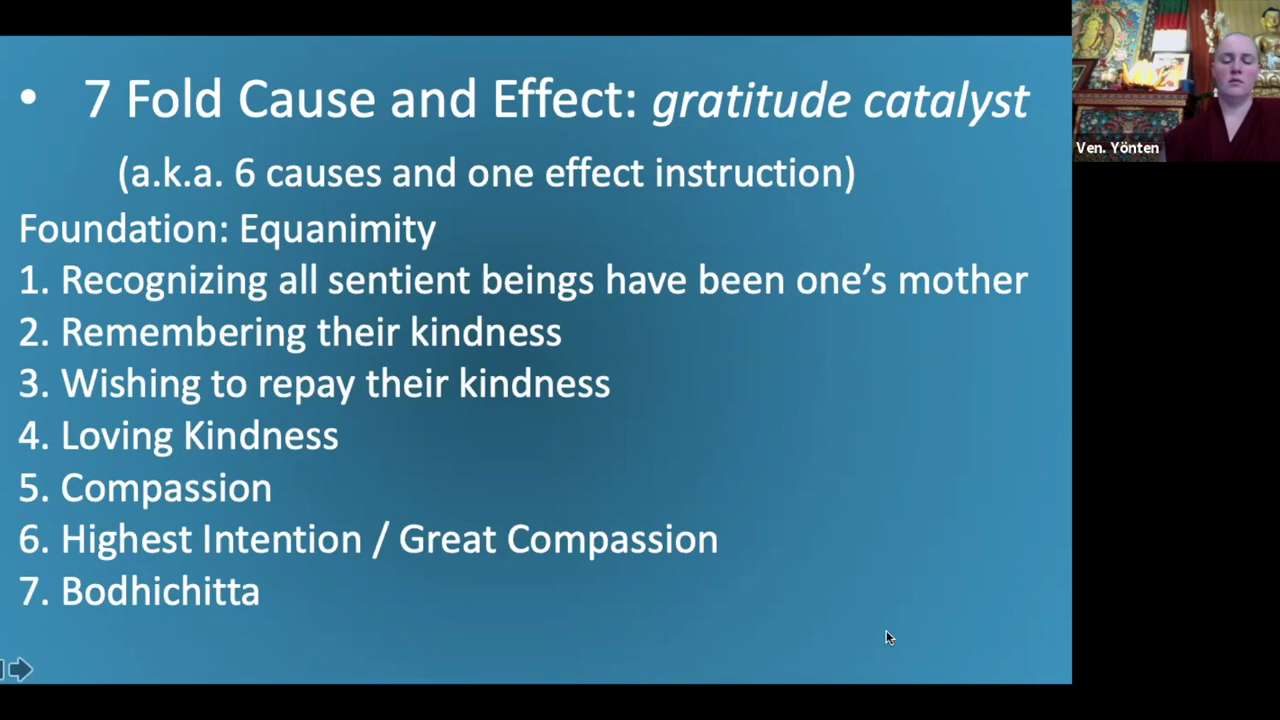 • 7 Fold Cause and Effect: gratitude catalyst
(a.k.a. 6 causes and one effect instruction)
Foundation: Equanimity
1. Recognizing all sentient beings have been one’s mother
2. Remembering their kindness
3. Wishing to repay their kindness
4. Loving Kindness
5. Compassion
6. Highest Intention / Great Compassion
7. Bodhichitta
Ven. Yönten